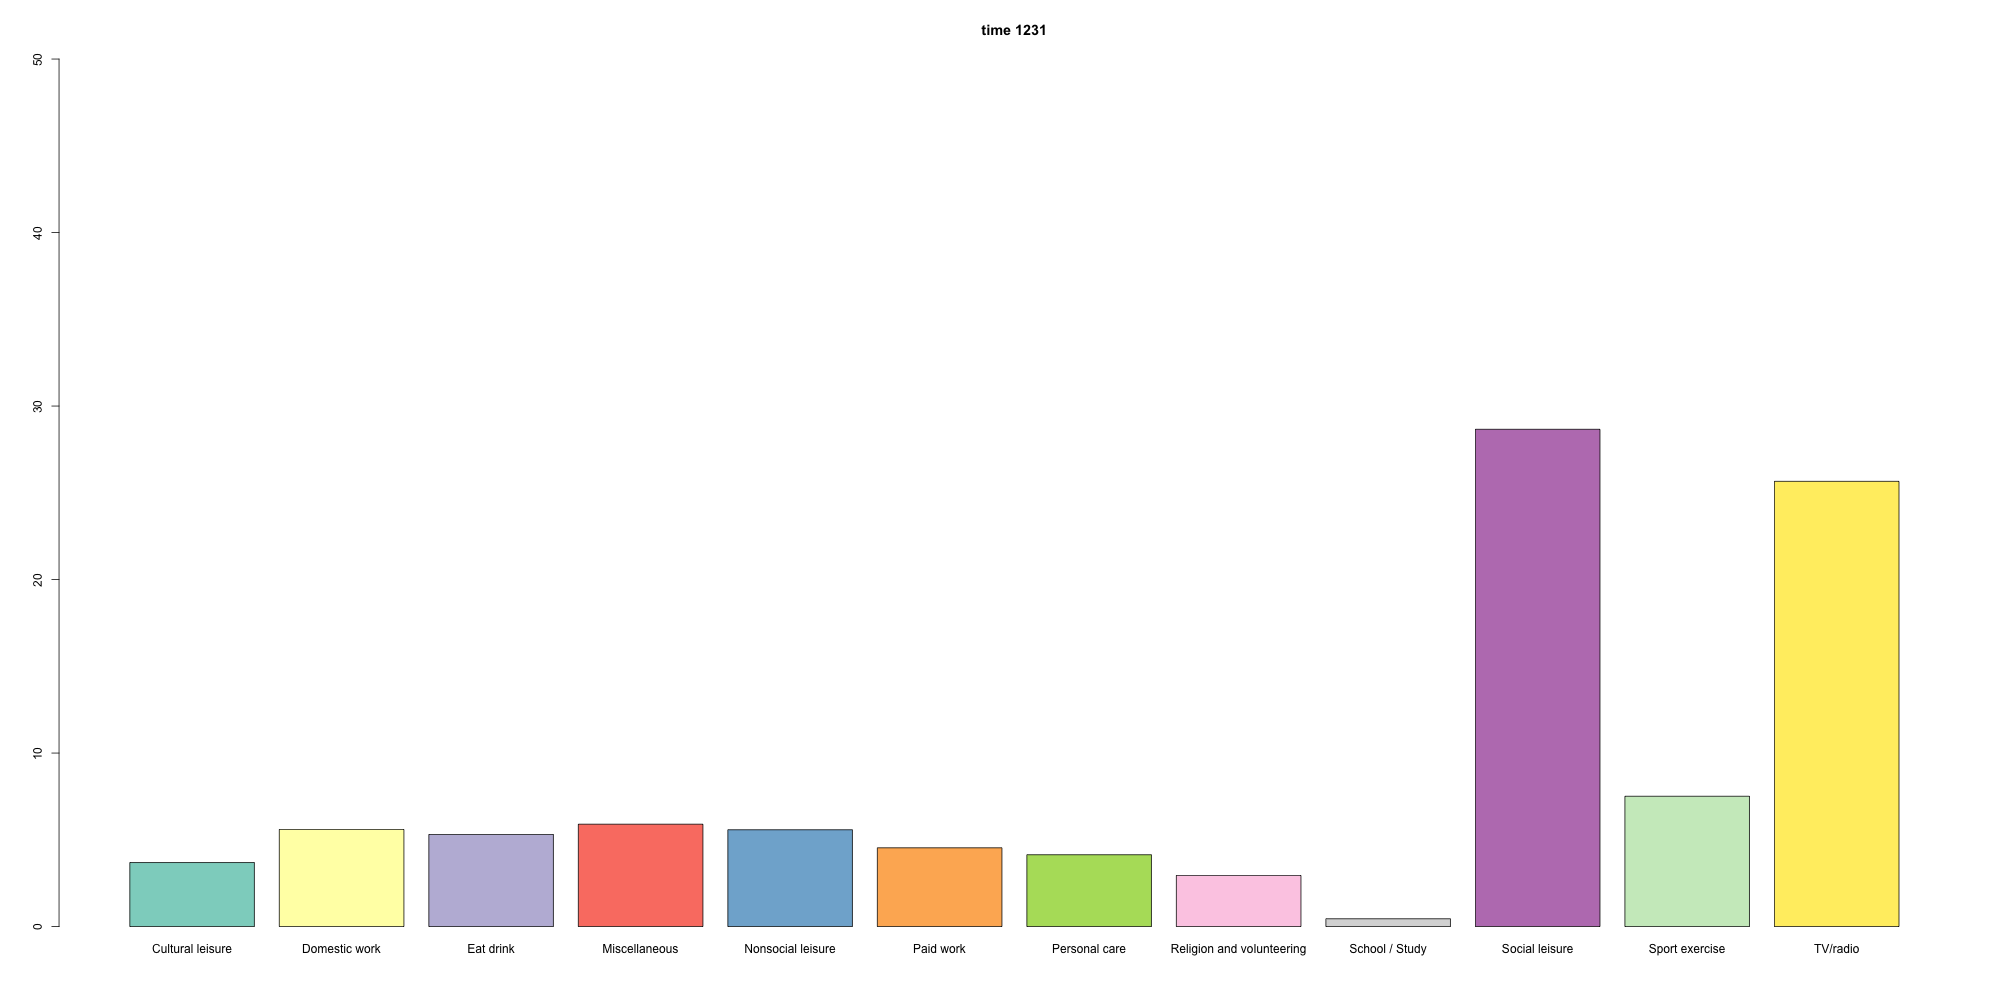 time 1231
50
40
30
20
10
0
Cultural leisure
Domestic work
Eat drink
Miscellaneous
Nonsocial leisure
Paid work
Personal care
Religion and volunteering
School / Study
Social leisure
Sport exercise
TV/radio